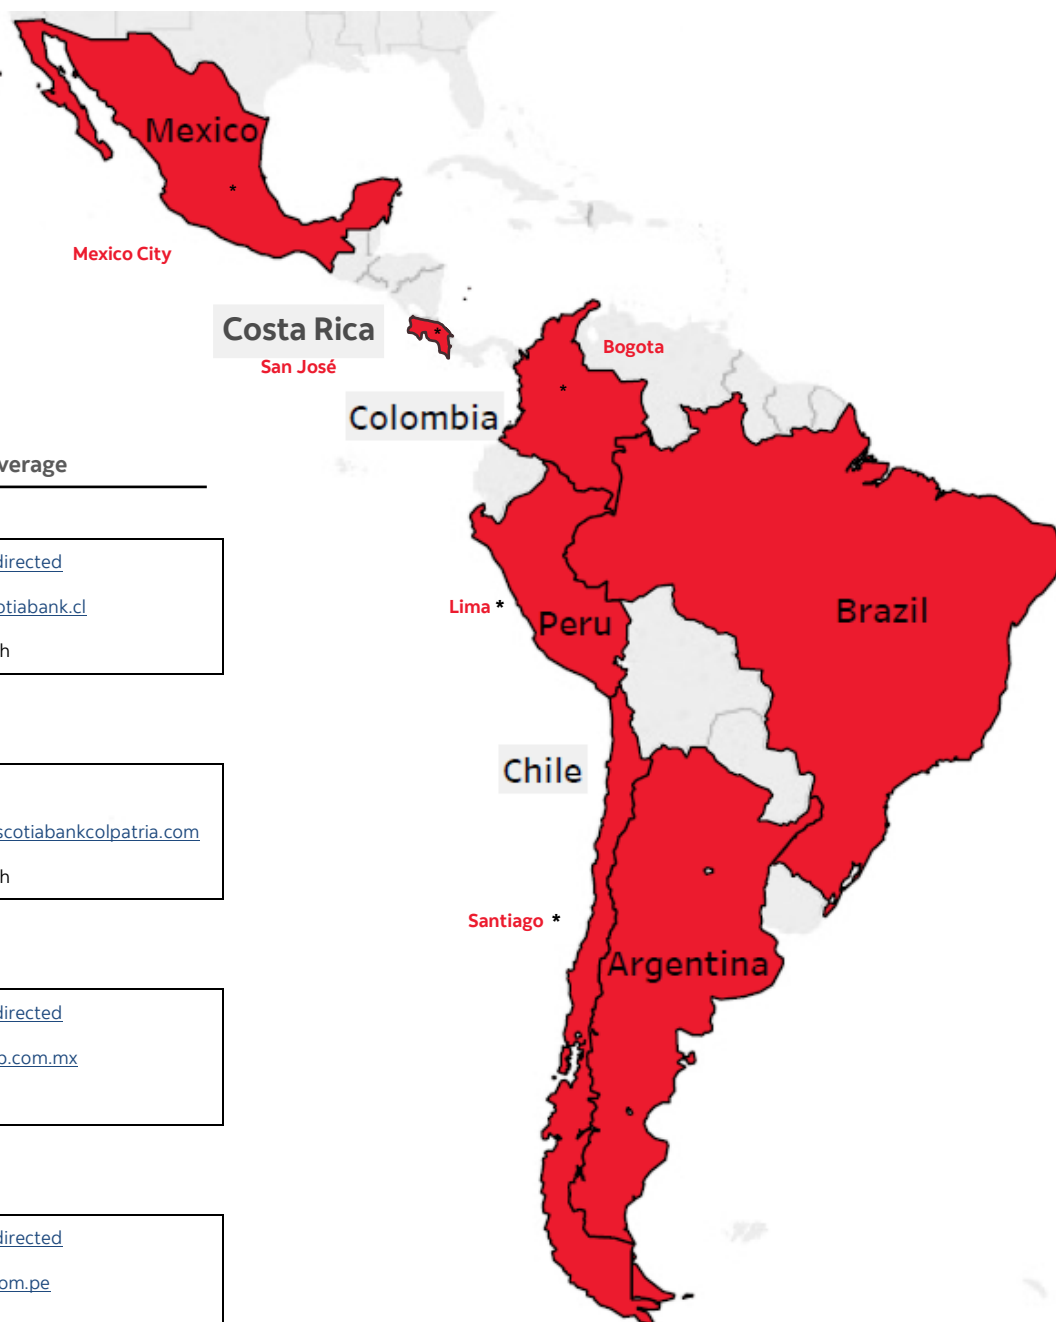 Mexico
*
Mexico City
Costa Rica
*
San José
Bogota
*
Colombia
verage
directed
otiabank.cl
h
Lima *
Peru
Brazil
Chile
scotiabankcolpatria.com
h
Santiago *
Argentina
directed
o.com.mx
directed
om.pe